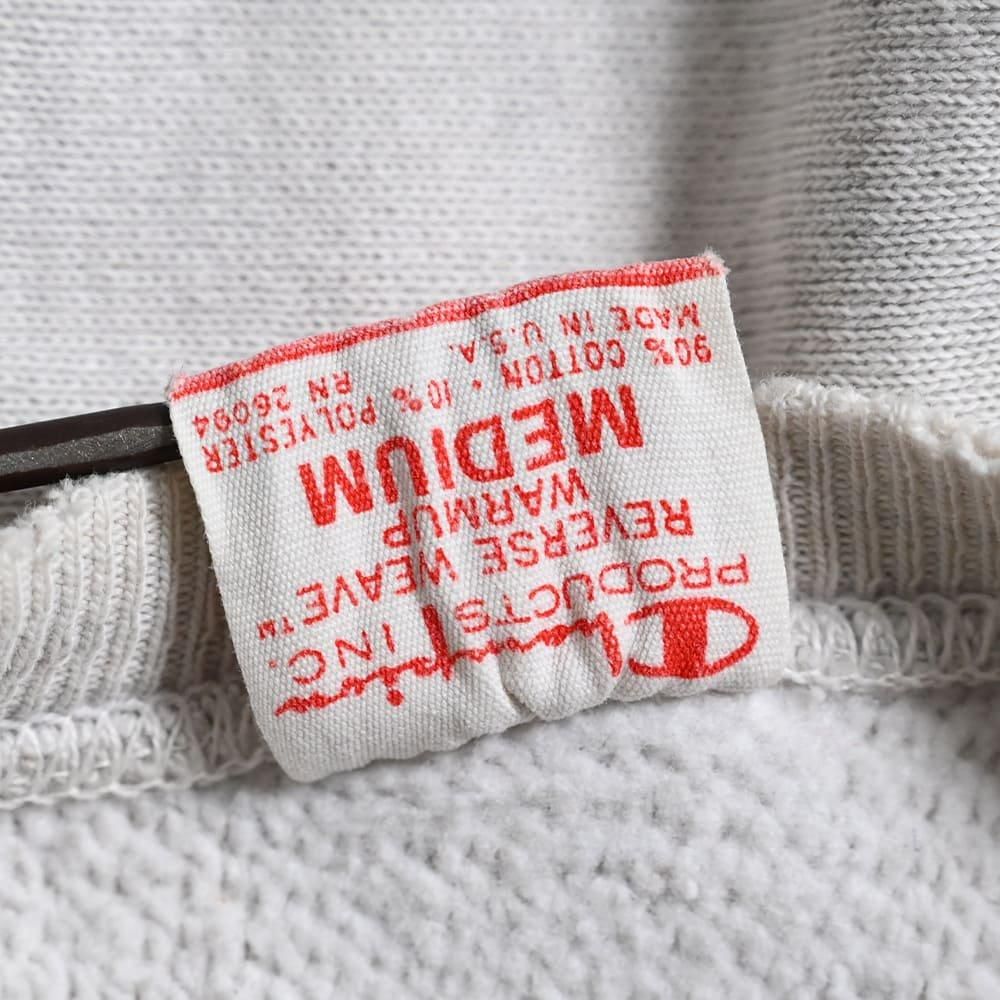 Champion
PRODUCTS INC.
REVERSE WEAVE™
WARMUP
MEDIUM
90% COTTON • 10% POLYESTER
MADE IN U.S.A. RN 26094